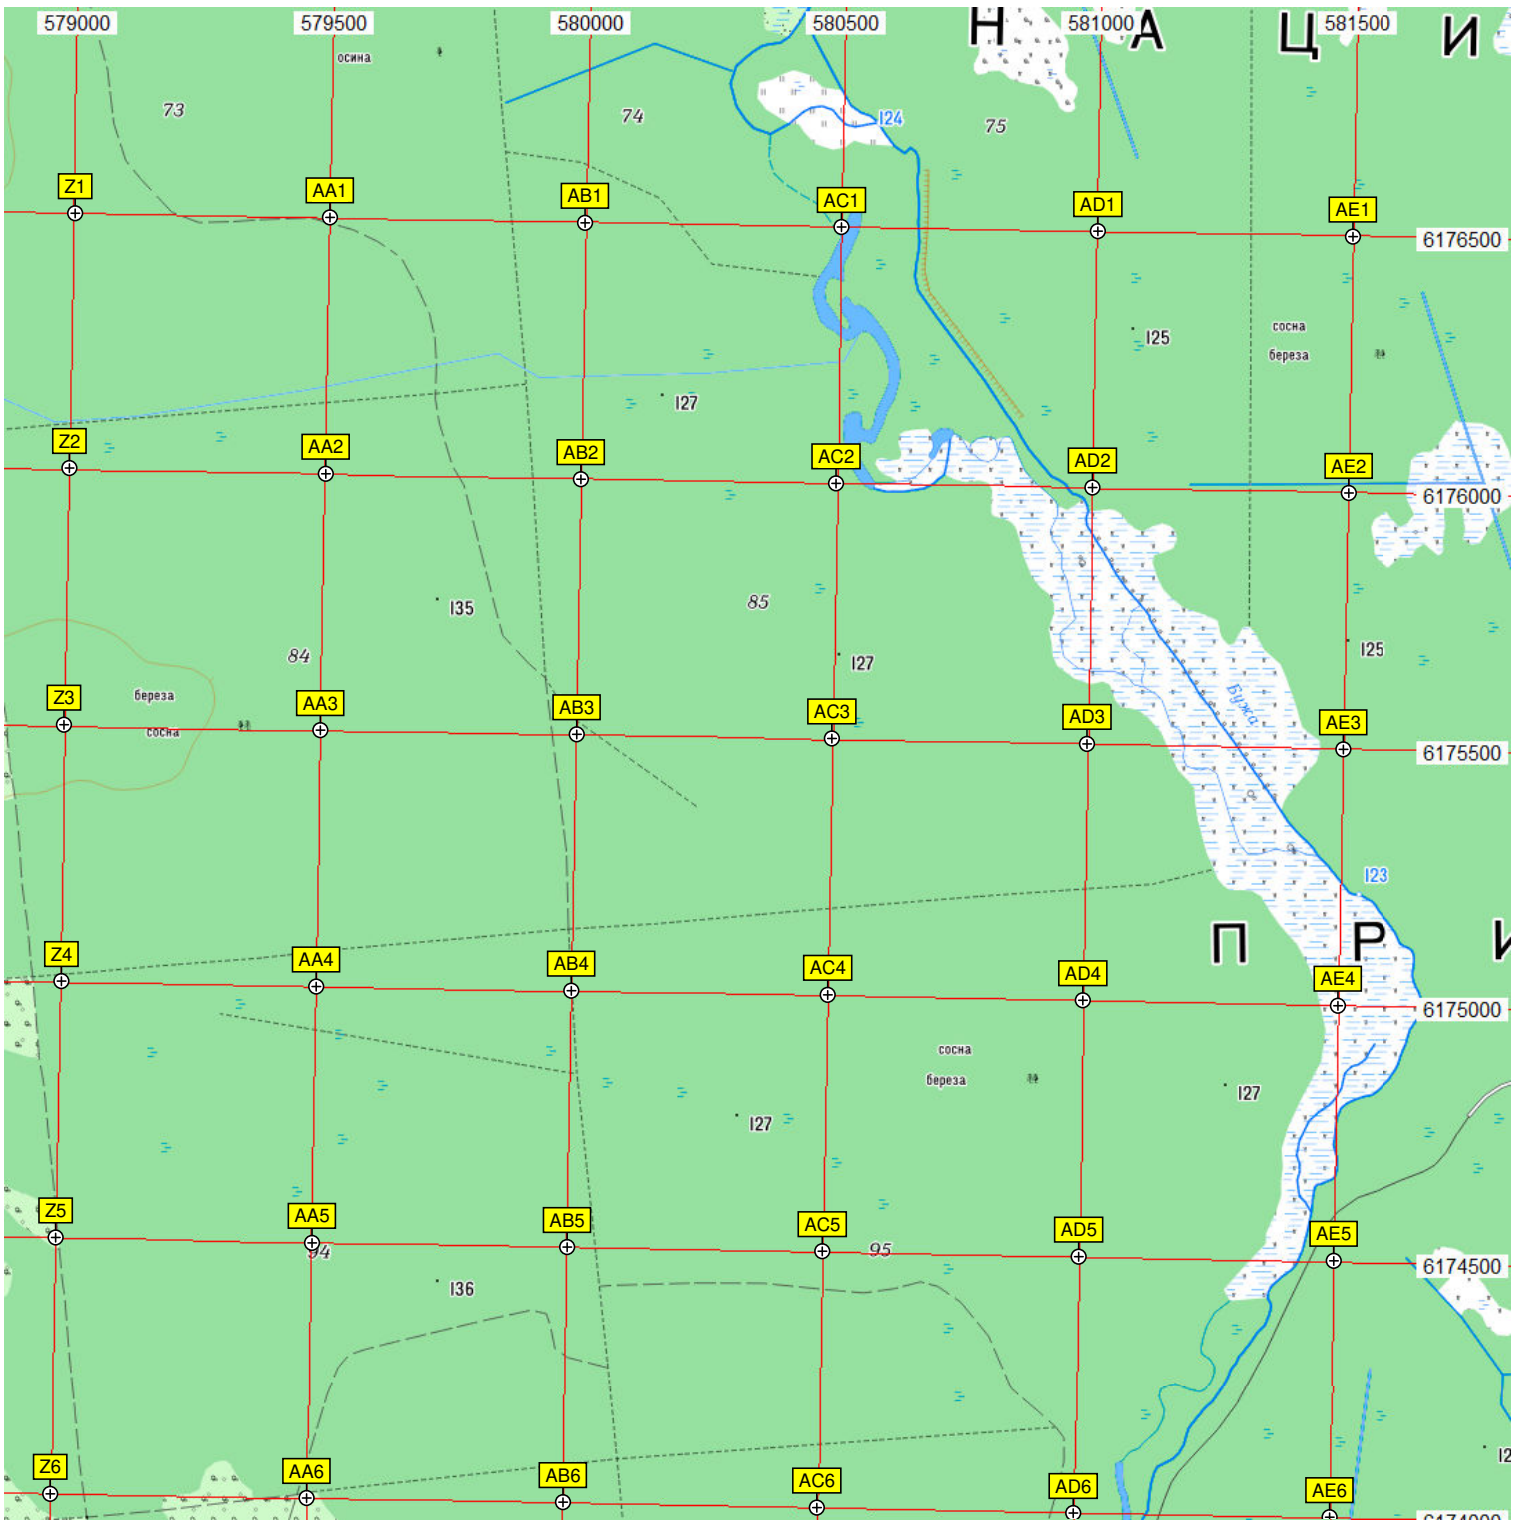 579000 579500 580000 580500 581000 581500
Н А Ц И
осина
73 74 124 75
Z1 AA1 AB1 AC1 AD1 AE1
6176500
125 сосна
береза
127
Z2 AA2 AB2 AC2 AD2 AE2
6176000
135 85
84 127 125
береза
сосна
Бужа
Z3 AA3 AB3 AC3 AD3 AE3
6175500
123
П Р И
Z4 AA4 AB4 AC4 AD4 AE4
6175000
сосна
береза
127 127
Z5 AA5 AB5 AC5 AD5 AE5
94 95
6174500
136
Z6 AA6 AB6 AC6 AD6 AE6
6174000